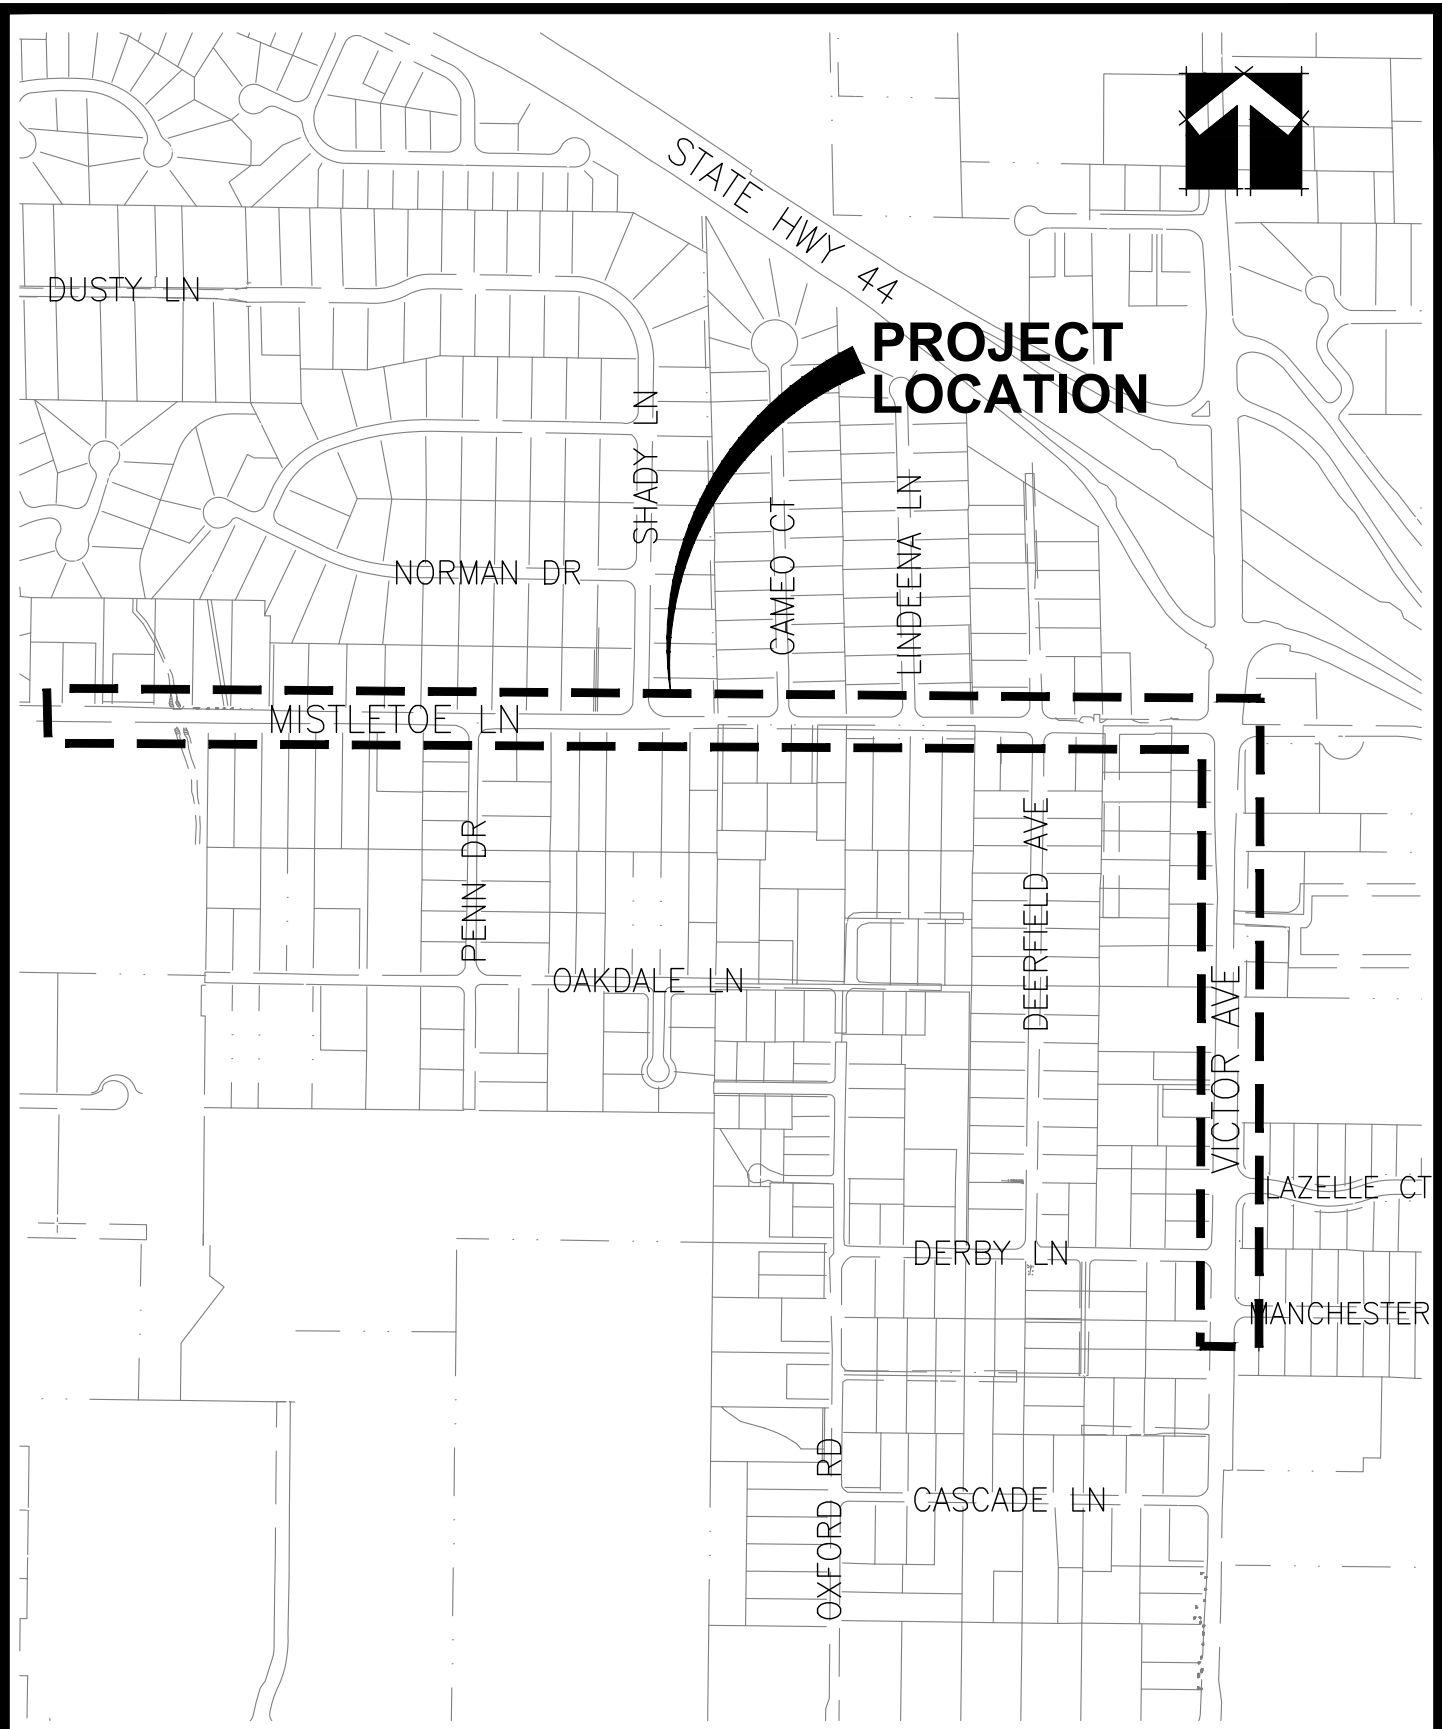 STATE HWY 44
DUSTY LN
PROJECT
LOCATION
SHADY LN
CAMEO CT
LINDEENA LN
NORMAN DR
MISTLETOE LN
PENN DR
DEERFIELD AVE
OAKDALE LN
VICTOR AVE
LAZELLE CT
DERBY LN
MANCHESTER
OXFORD RD
CASCADE LN